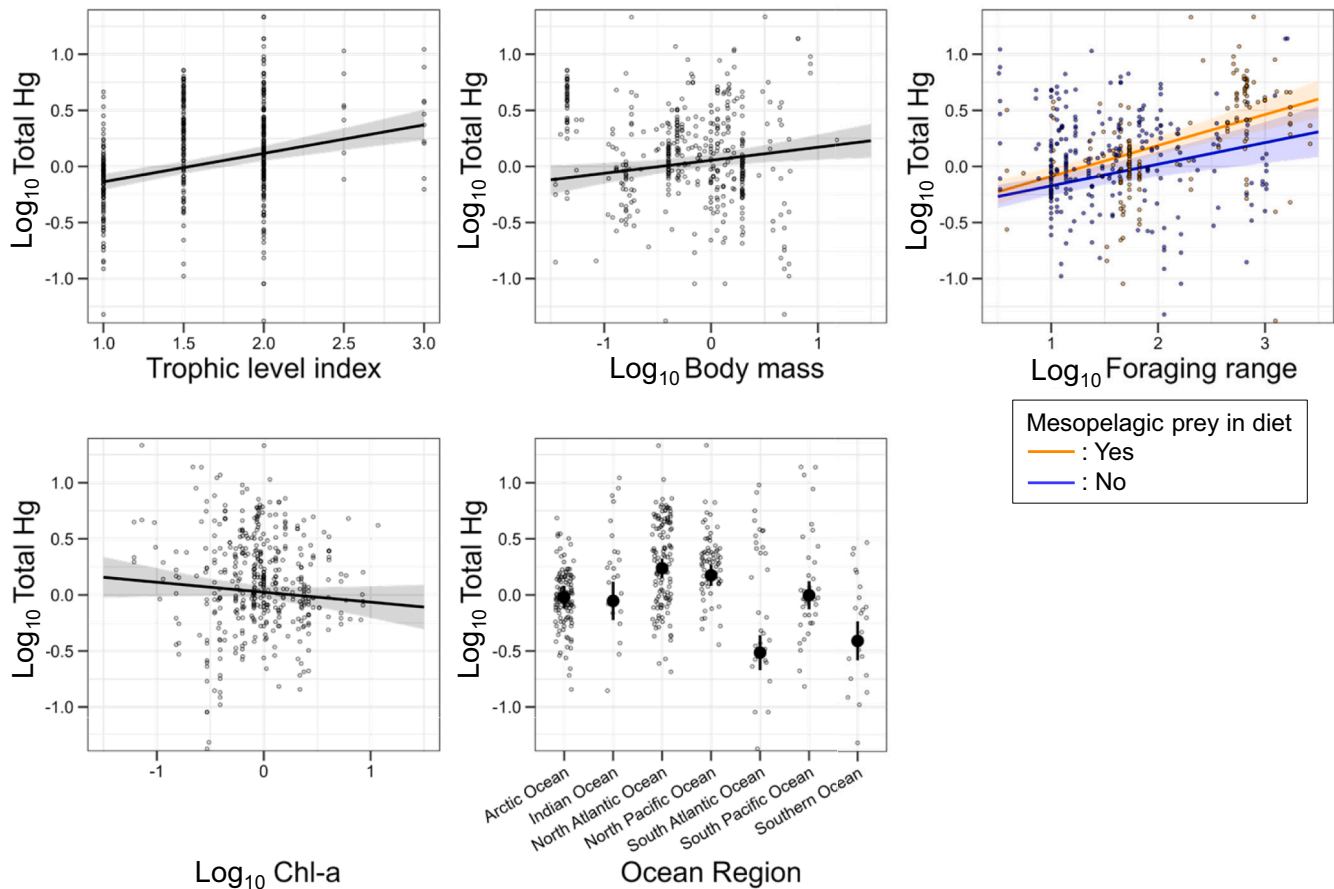 Log10 Total Hg
1.0
0.5
0.0
-0.5
-1.0
1.0 1.5 2.0 2.5 3.0
Trophic level index
Log10 Total Hg
1.0
0.5
0.0
-0.5
-1.0
-1 0 1
Log10 Body mass
Log10 Total Hg
1.0
0.5
0.0
-0.5
-1.0
1 2 3
Log10 Foraging range
Mesopelagic prey in diet
: Yes
: No
Log10 Total Hg
1.0
0.5
0.0
-0.5
-1.0
-1 0 1
Log10 Chl-a
Log10 Total Hg
1.0
0.5
0.0
-0.5
-1.0
Arctic Ocean
Indian Ocean
North Atlantic Ocean
North Pacific Ocean
South Atlantic Ocean
South Pacific Ocean
Southern Ocean
Ocean Region